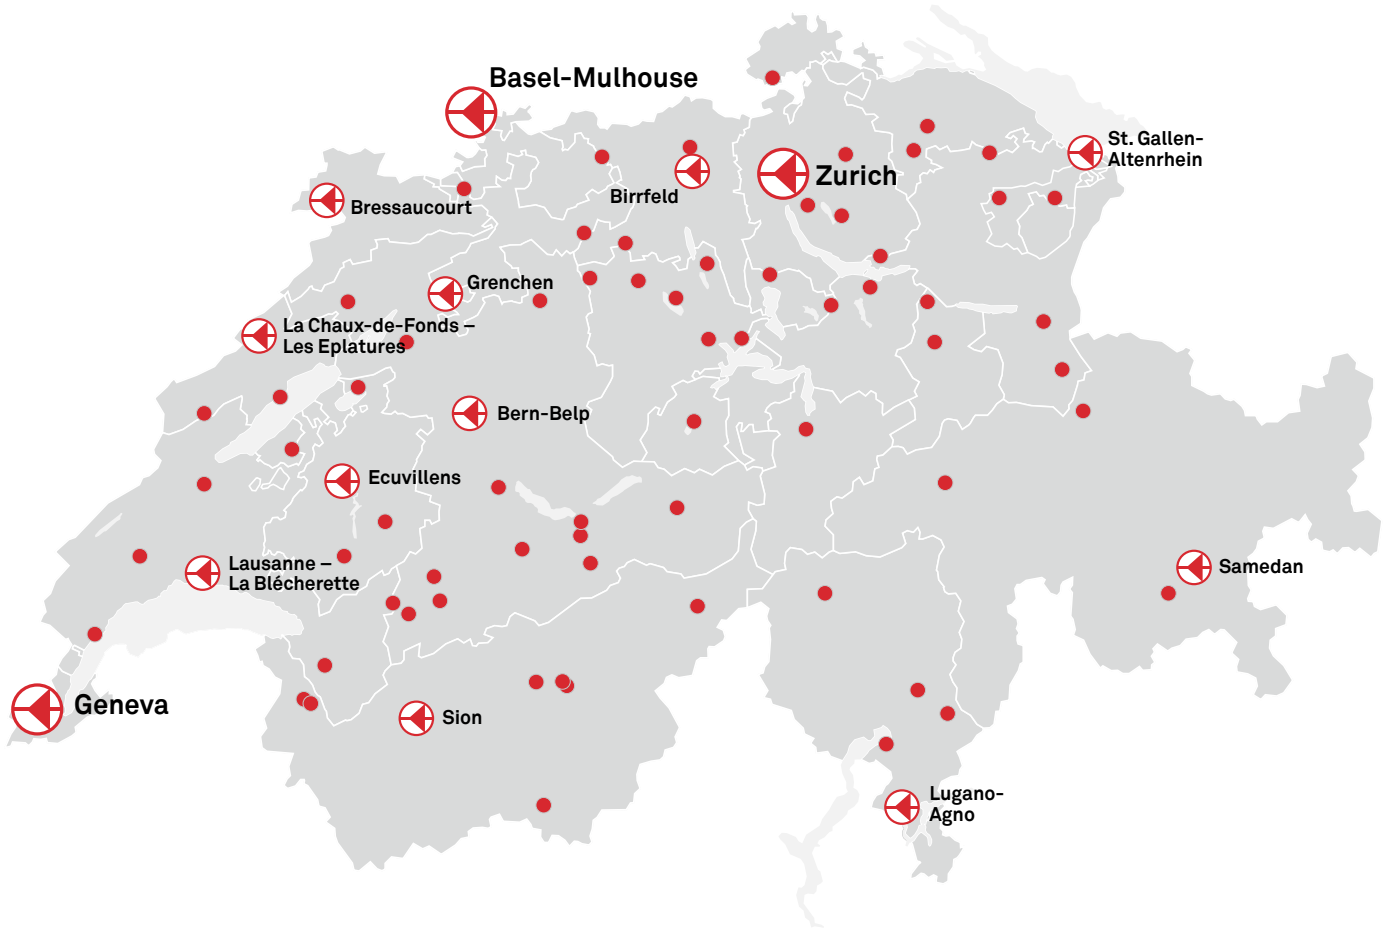 Basel-Mulhouse
St. Gallen-
Altenrhein
Zurich
Birrfeld
Bressaucourt
Grenchen
La Chaux-de-Fonds –
Les Eplatures
Bern-Belp
Ecuvillens
Lausanne –
La Blécherette
Samedan
Geneva
Sion
Lugano-
Agno